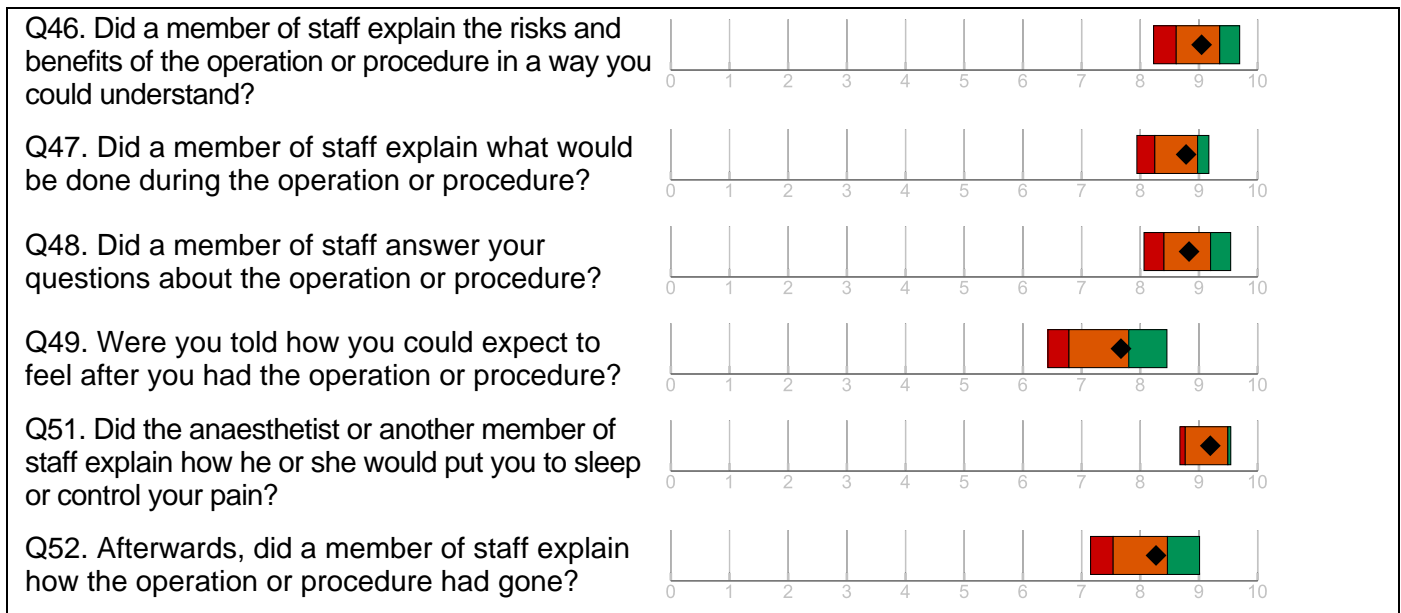 Q46. Did a member of staff explain the risks and
benefits of the operation or procedure in a way you
could understand?
0 1 2 3 4 5 6 7 8 9 10
Q47. Did a member of staff explain what would
be done during the operation or procedure?
0 1 2 3 4 5 6 7 8 9 10
Q48. Did a member of staff answer your
questions about the operation or procedure?
0 1 2 3 4 5 6 7 8 9 10
Q49. Were you told how you could expect to
feel after you had the operation or procedure?
0 1 2 3 4 5 6 7 8 9 10
Q51. Did the anaesthetist or another member of
staff explain how he or she would put you to sleep
or control your pain?
0 1 2 3 4 5 6 7 8 9 10
Q52. Afterwards, did a member of staff explain
how the operation or procedure had gone?
0 1 2 3 4 5 6 7 8 9 10